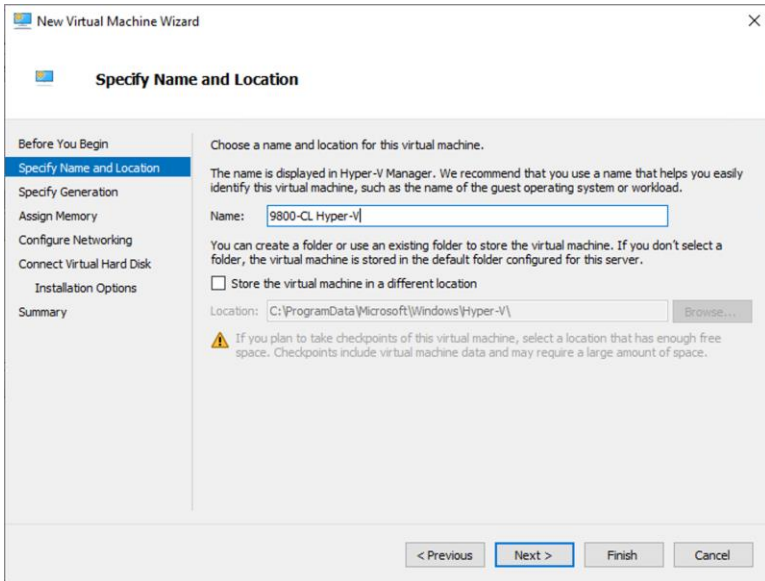 New Virtual Machine Wizard
Specify Name and Location
Before You Begin
Specify Name and Location
Specify Generation
Assign Memory
Configure Networking
Connect Virtual Hard Disk
Installation Options
Summary
Choose a name and location for this virtual machine.
The name is displayed in Hyper-V Manager. We recommend that you use a name that helps you easily
identify this virtual machine, such as the name of the guest operating system or workload.
Name: 9800-CL Hyper-V
You can create a folder or use an existing folder to store the virtual machine. If you don't select a
folder, the virtual machine is stored in the default folder configured for this server.
Store the virtual machine in a different location
Location: C:\ProgramData\Microsoft\Windows\Hyper-V\ Browse...
If you plan to take checkpoints of this virtual machine, select a location that has enough free
space. Checkpoints include virtual machine data and may require a large amount of space.
< Previous Next > Finish Cancel